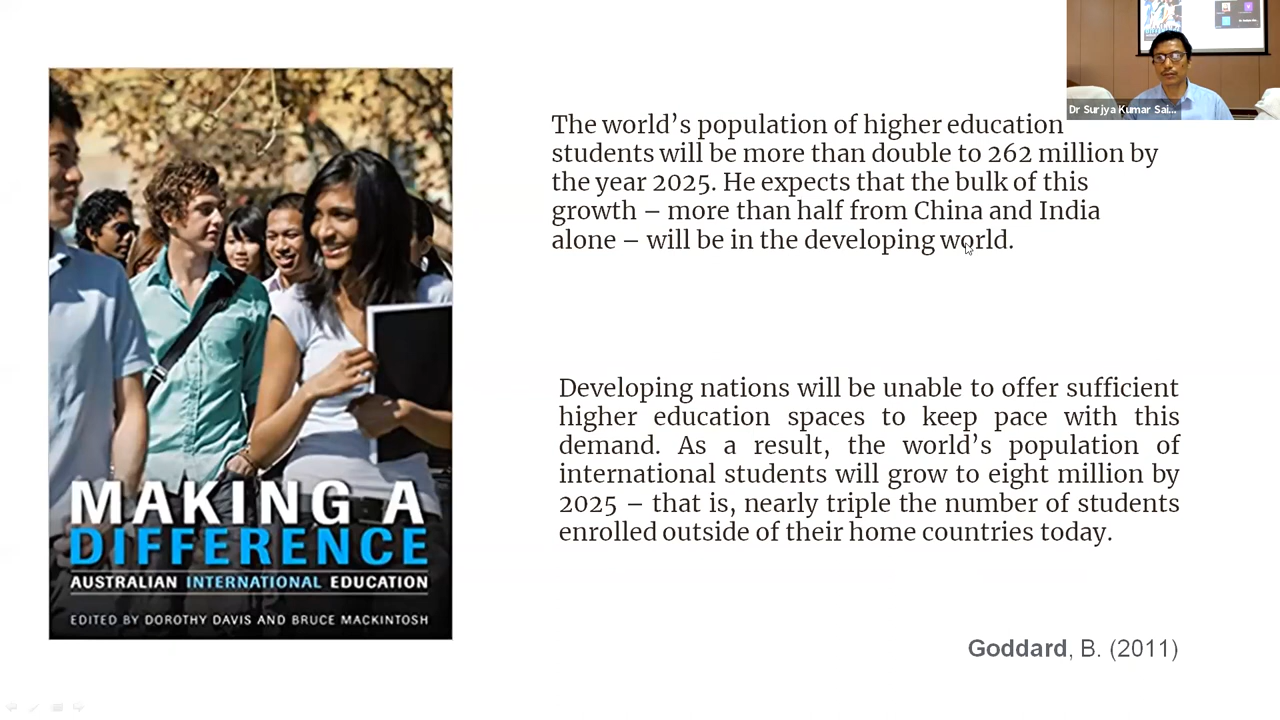 Dr Surjya Kumar Sai...
The world’s population of higher education
students will be more than double to 262 million by
the year 2025. He expects that the bulk of this
growth – more than half from China and India
alone – will be in the developing world.
Developing nations will be unable to offer sufficient
higher education spaces to keep pace with this
demand. As a result, the world’s population of
international students will grow to eight million by
2025 – that is, nearly triple the number of students
enrolled outside of their home countries today.
Goddard, B. (2011)
MAKING A
DIFFERENCE
AUSTRALIAN INTERNATIONAL EDUCATION
EDITED BY DOROTHY DAVIS AND BRUCE MACKINTOSH